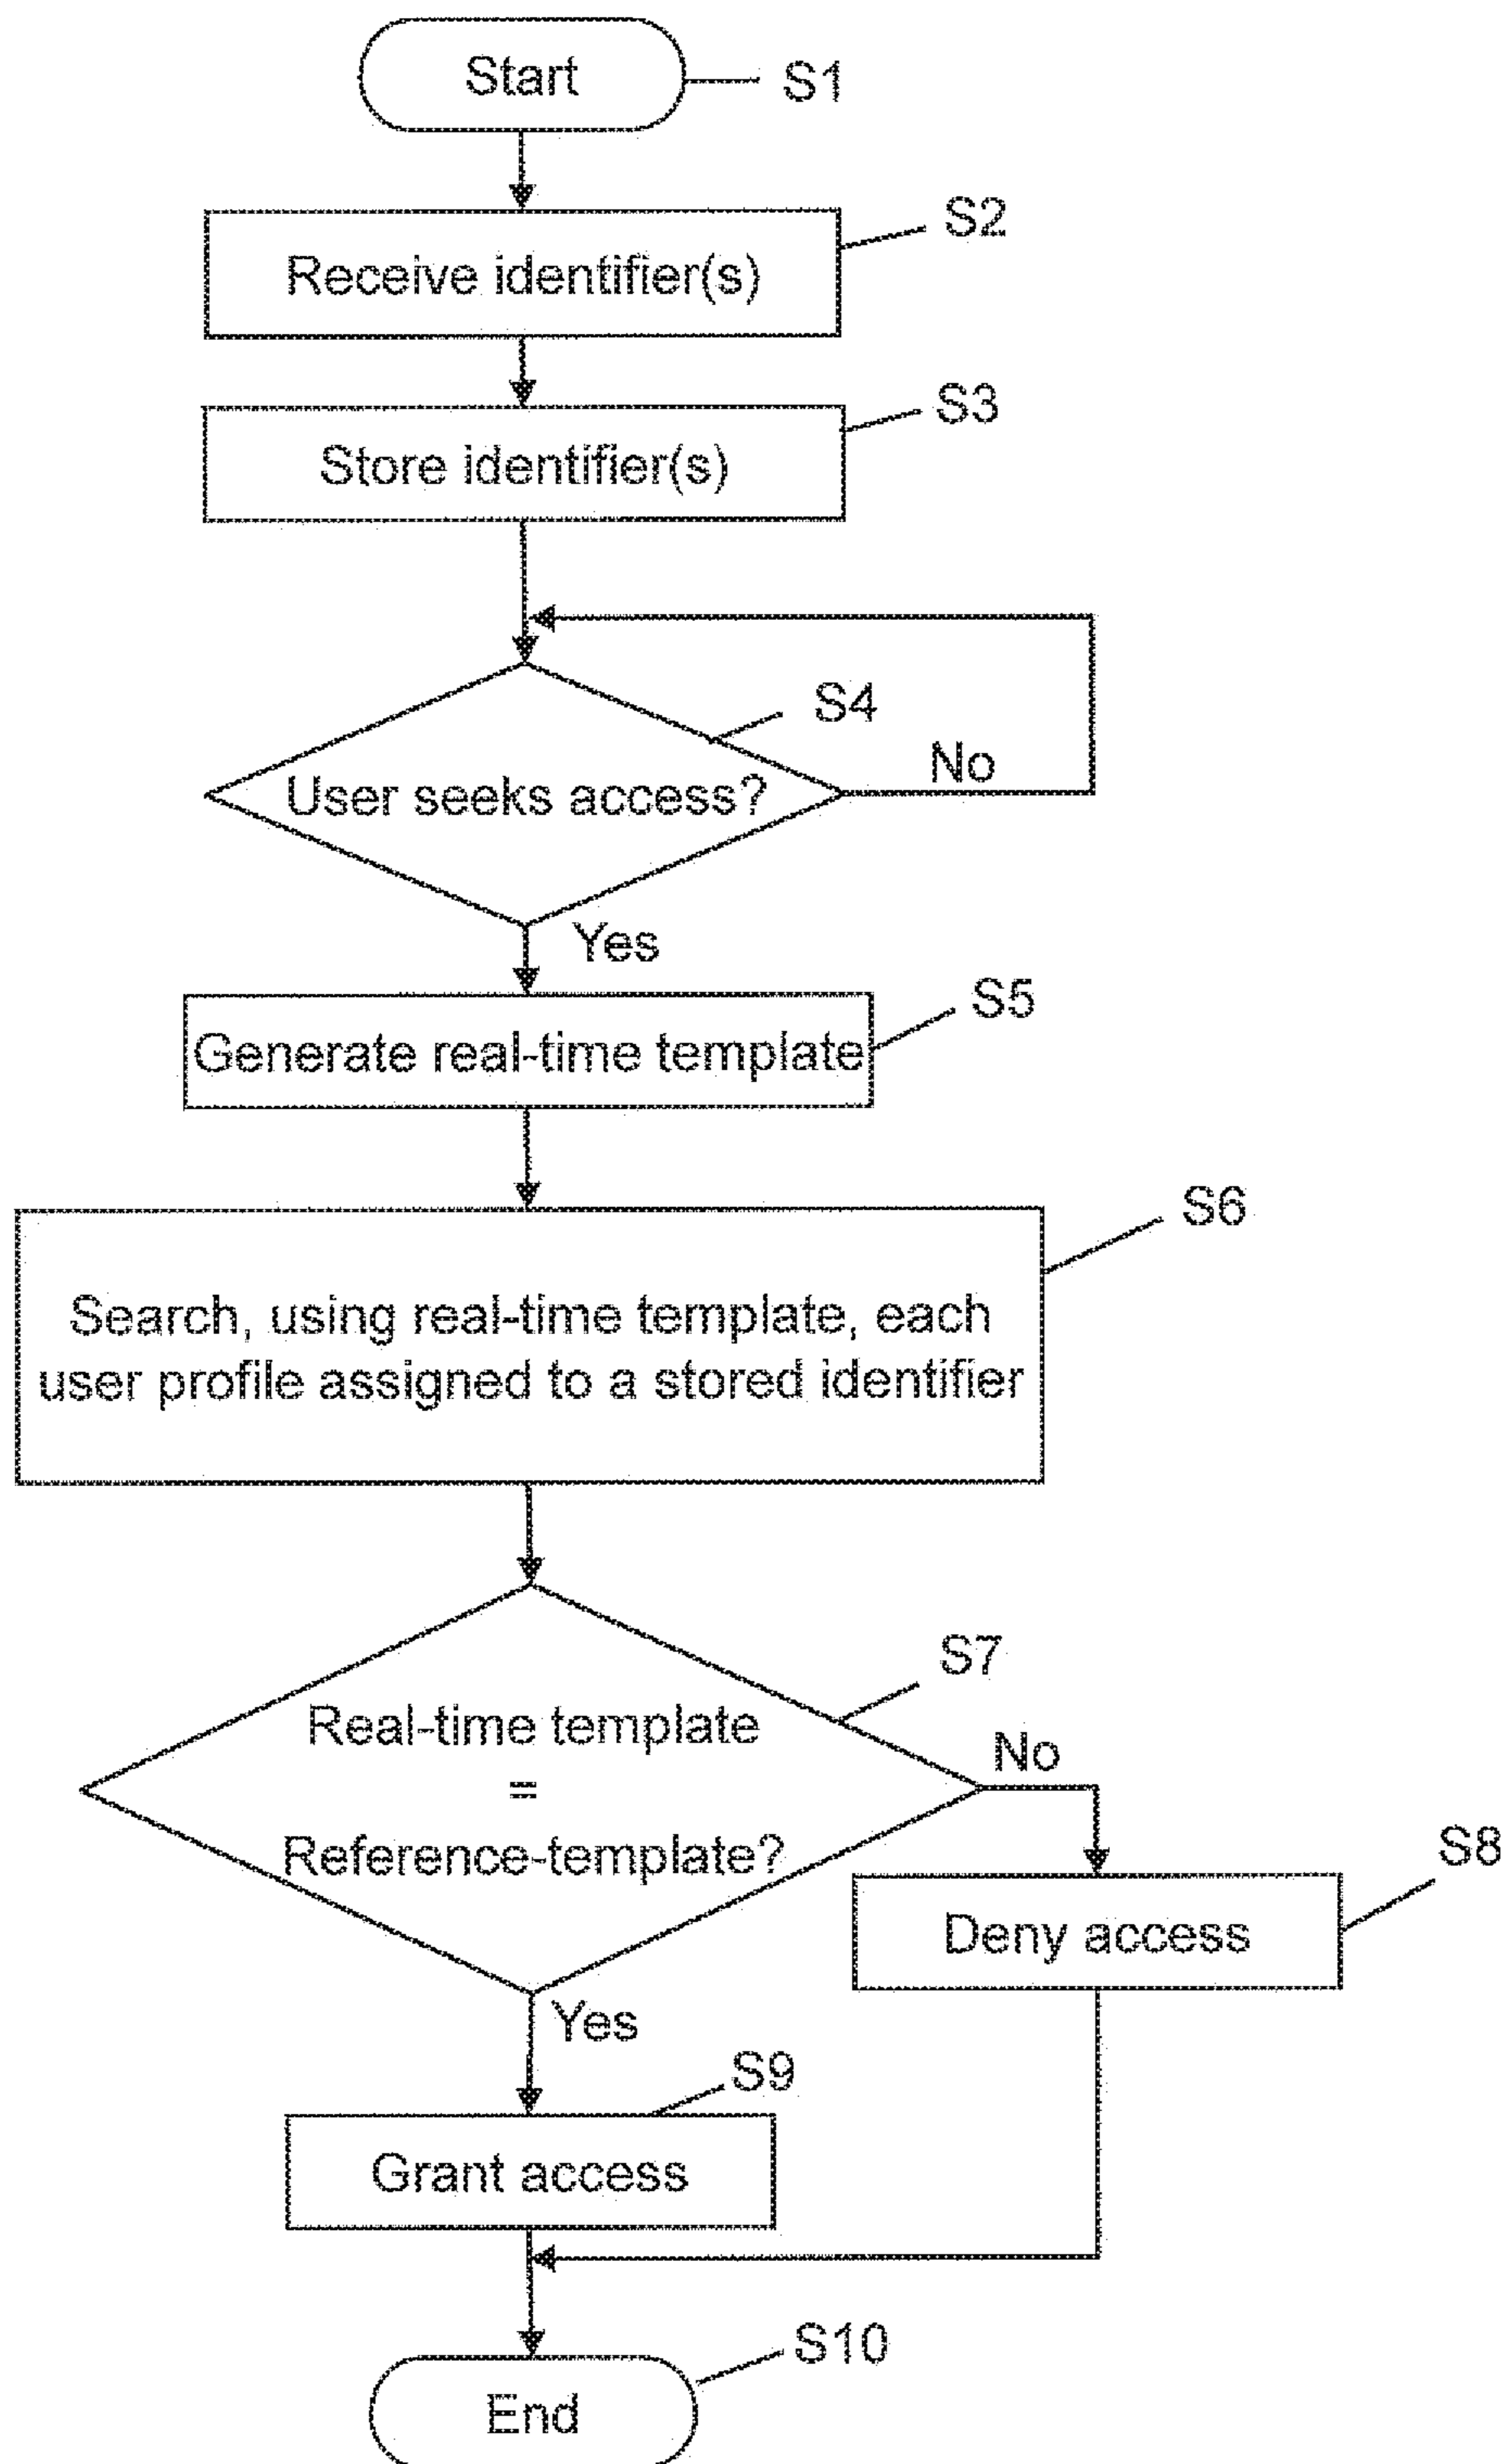 Start
S1
S2
Receive identifier(s)
S3
Store identifier(s)
S4
No
User seeks access?
Yes
S5
Generate real-time template
S6
Search, using real-time template, each
user profile assigned to a stored identifier
S7
Real-time template
No
=
Reference-template?
S8
Deny access
Yes
S9
Grant access
S10
End